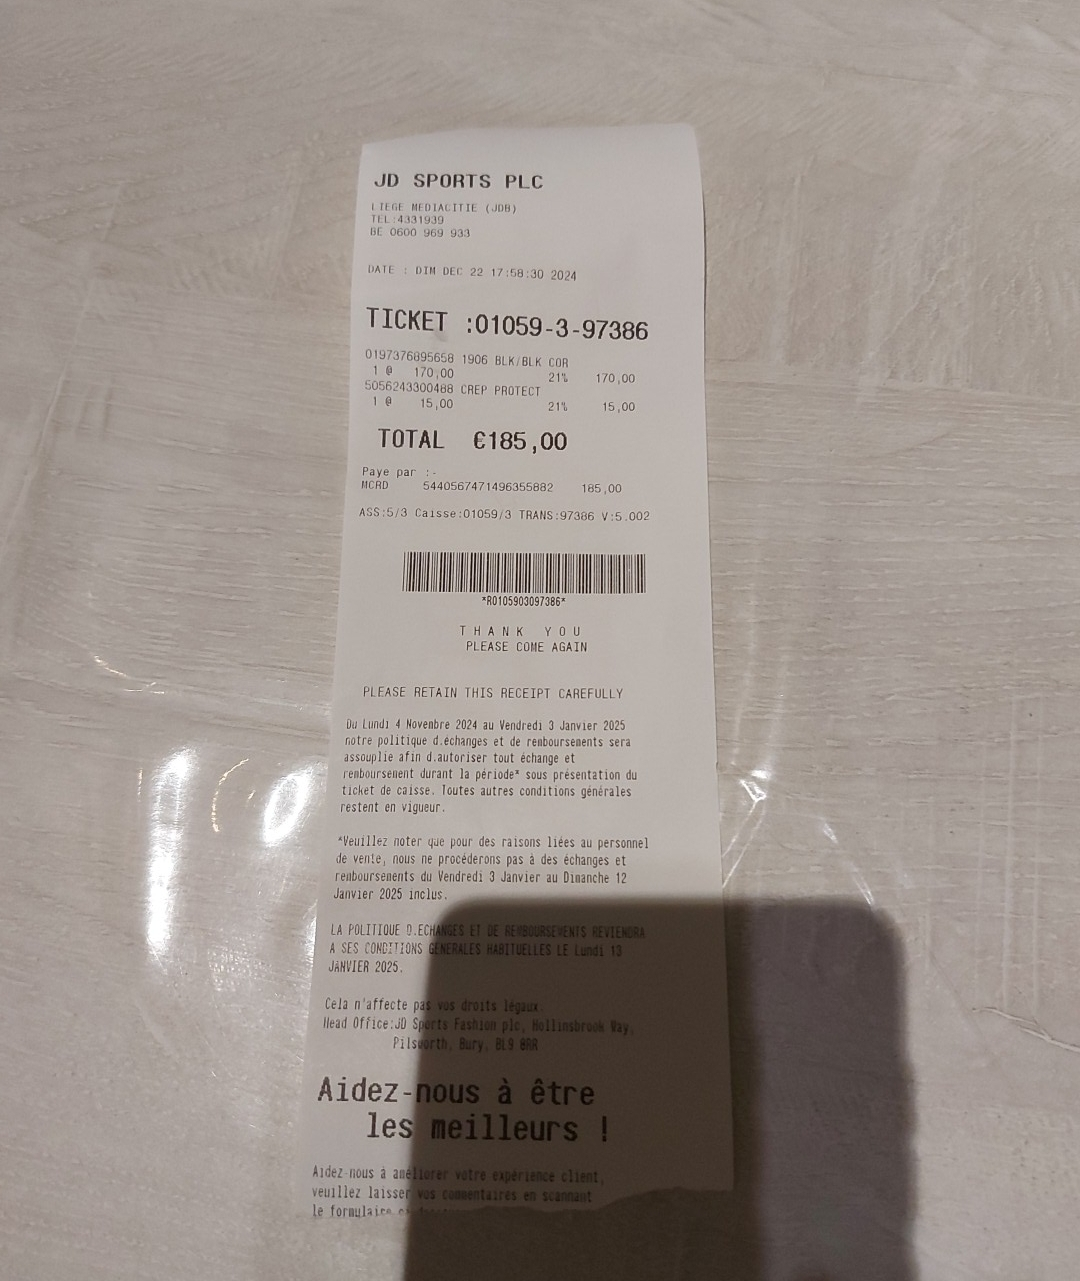 JD SPORTS PLC
LIEGE MEDIACITIE (JDB)
TEL:4331939
BE 0600 969 933
DATE : DIM DEC 22 17:58:30 2024
TICKET :01059-3-97386
0197376895658 1906 BLK/BLK COR
1 @ 170,00 21% 170,00
5056243300488 CREP PROTECT
1 @ 15,00 21% 15,00
TOTAL €185,00
Paye par :-
MCRD 5440567471496355882 185,00
ASS:5/3 Caisse:01059/3 TRANS:97386 V:5.002
*R0105903097386*
THANK YOU
PLEASE COME AGAIN
PLEASE RETAIN THIS RECEIPT CAREFULLY
Du Lundi 4 Novembre 2024 au Vendredi 3 Janvier 2025
notre politique d.échanges et de remboursements sera
assouplie afin d.autoriser tout échange et
remboursement durant la période* sous présentation du
ticket de caisse. Toutes autres conditions générales
restent en vigueur.
*Veuillez noter que pour des raisons liées au personnel
de vente, nous ne procéderons pas à des échanges et
remboursements du Vendredi 3 Janvier au Dimanche 12
Janvier 2025 inclus.
LA POLITIQUE D.ECHANGES ET DE REMBOURSEMENTS REVIENDRA
A SES CONDITIONS GENERALES HABITUELLES LE Lundi 13
JANVIER 2025.
Cela n'affecte pas vos droits légaux.
Head Office:JD Sports Fashion plc, Hollinsbrook Way,
Pilsworth, Bury, BL9 8RR
Aidez-nous à être
les meilleurs !
Aidez-nous à améliorer votre expérience client,
veuillez laisser vos commentaires en scannant
le formulaire